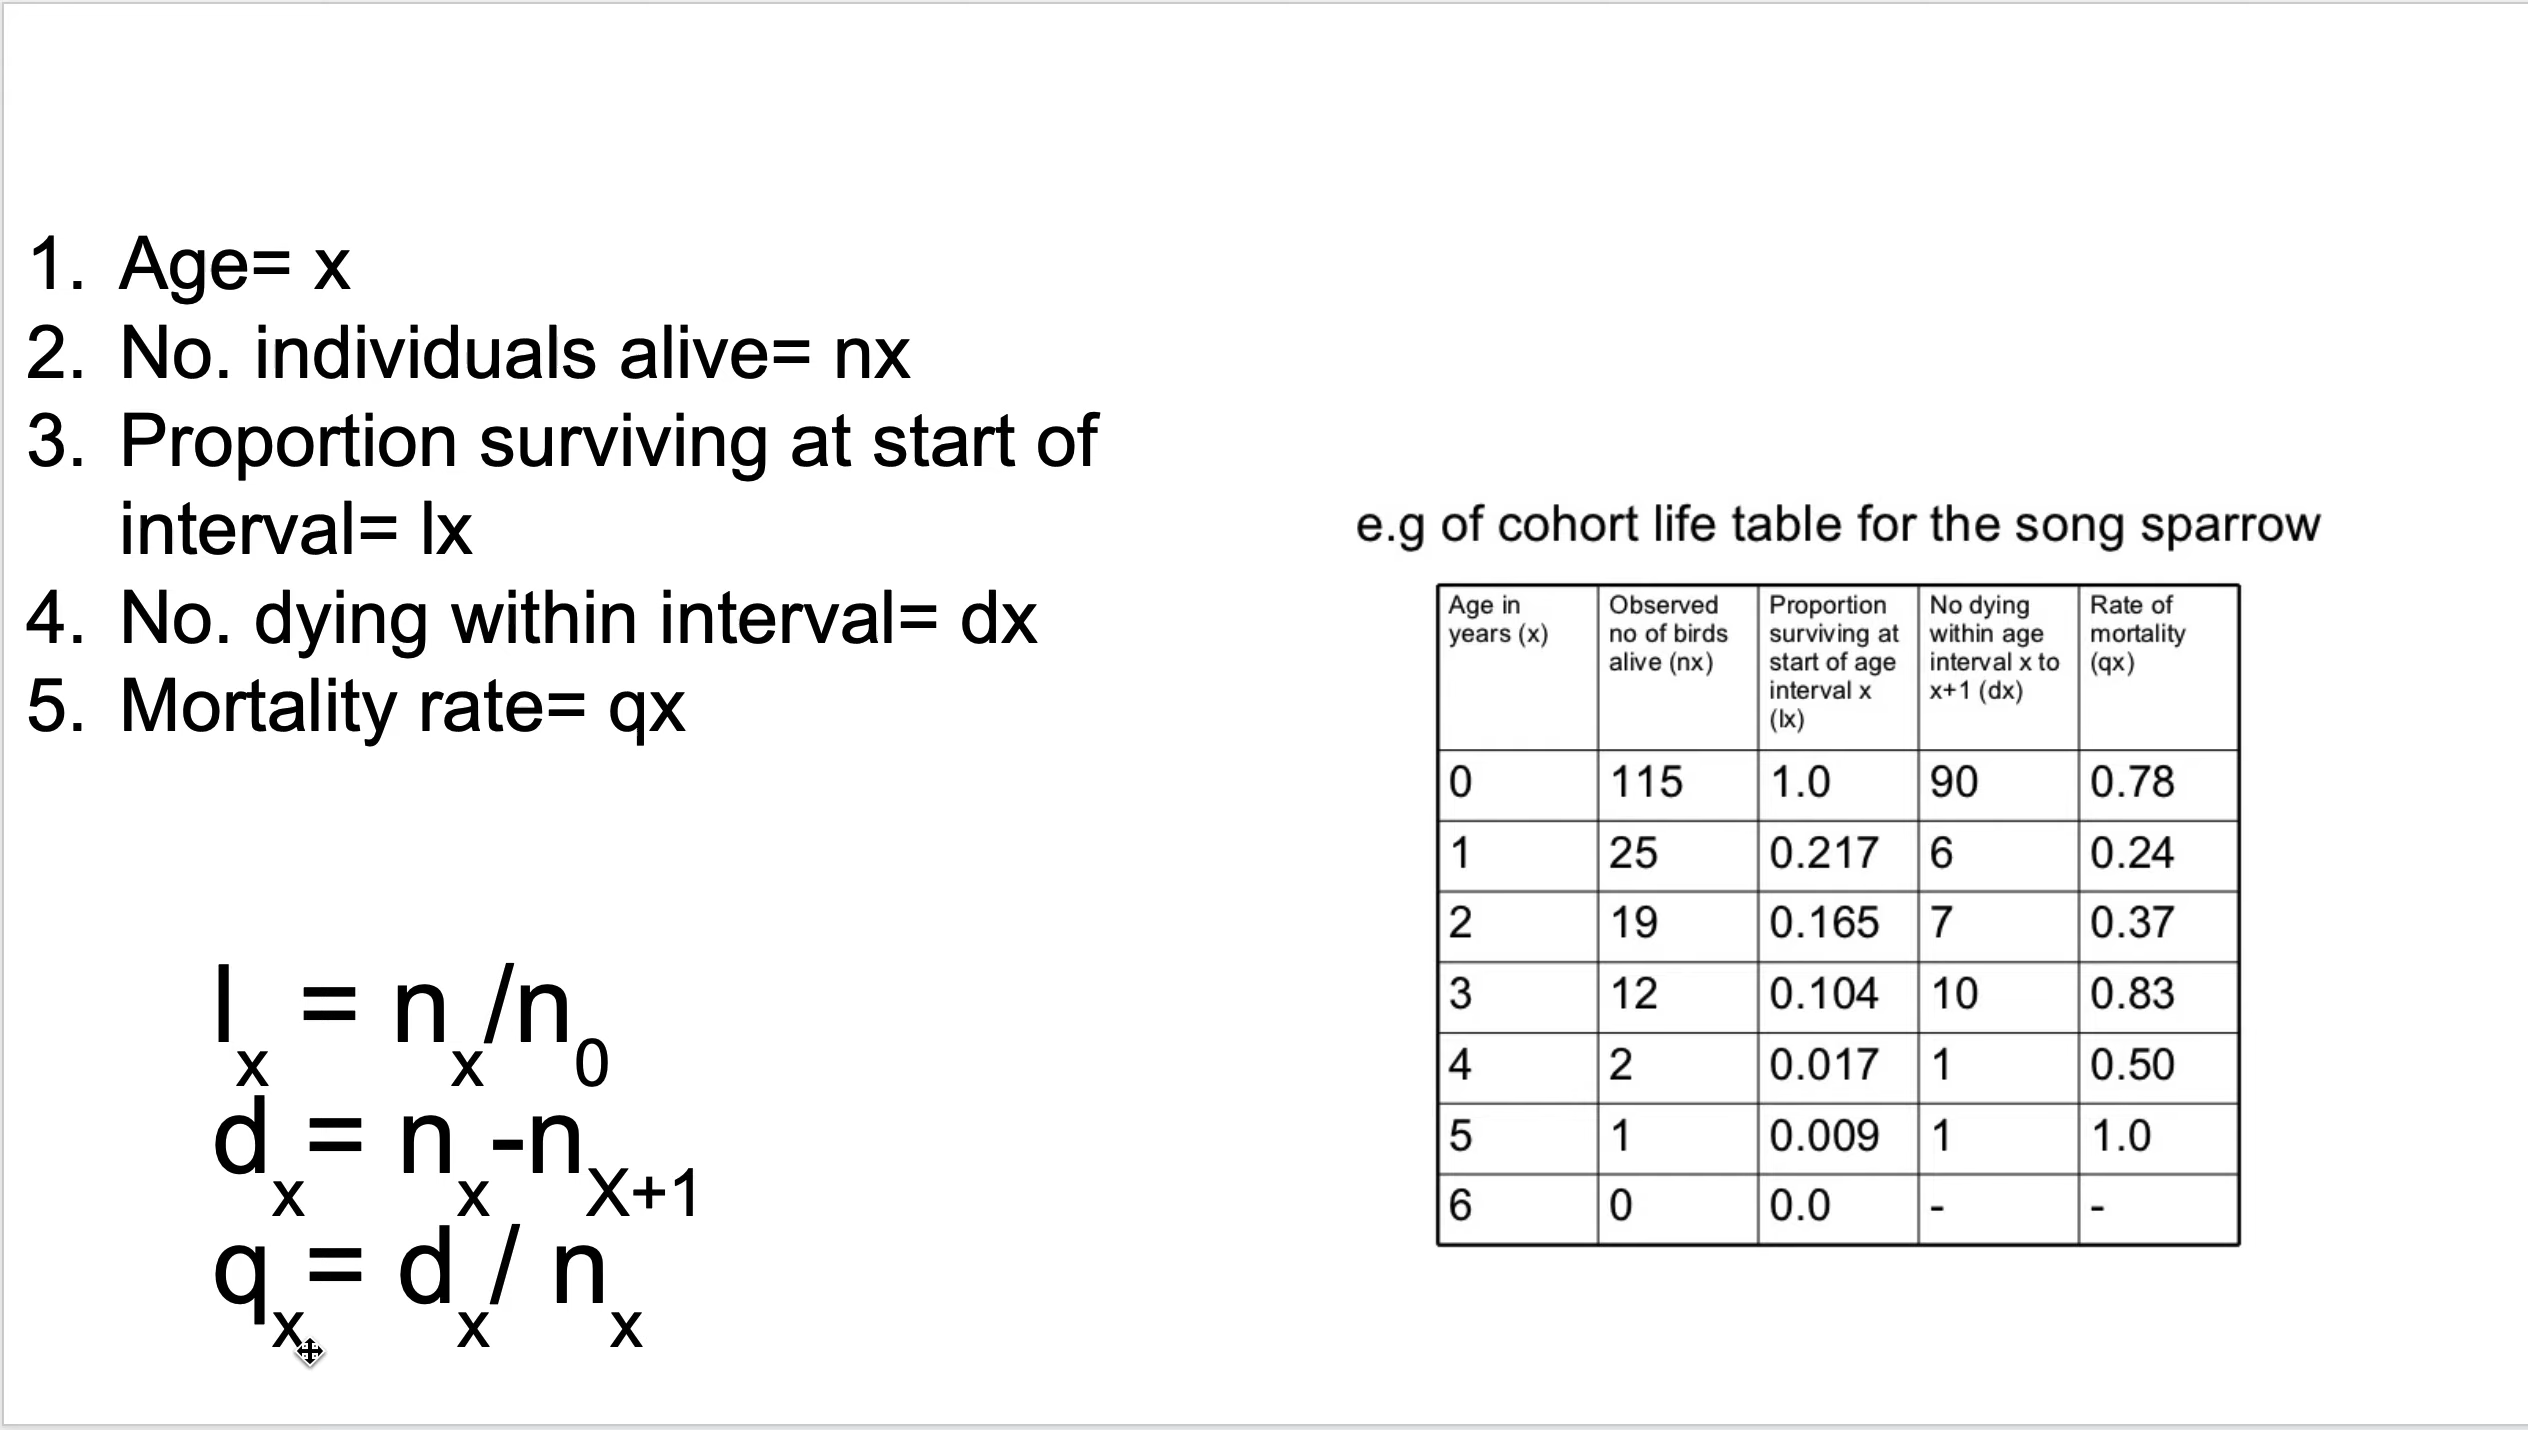 1. Age= x
2. No. individuals alive= nx
3. Proportion surviving at start of
interval= lx
4. No. dying within interval= dx
5. Mortality rate= qx
lx = nx/n0
dx= nx-nX+1
qx= dx/ nx
e.g of cohort life table for the song sparrow
Age in years (x) Observed no of birds alive (nx) Proportion surviving at start of age interval x (lx) No dying within age interval x to x+1 (dx) Rate of mortality (qx)
0 115 1.0 90 0.78
1 25 0.217 6 0.24
2 19 0.165 7 0.37
3 12 0.104 10 0.83
4 2 0.017 1 0.50
5 1 0.009 1 1.0
6 0 0.0 - -